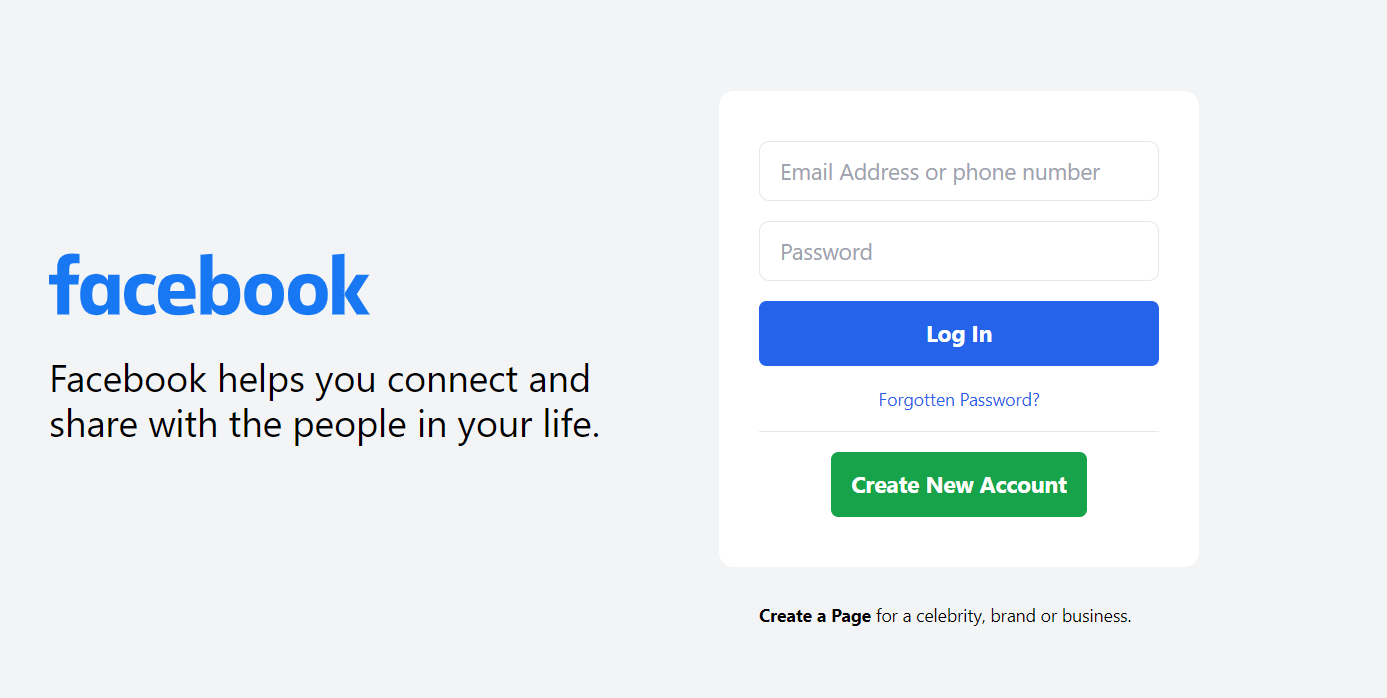 facebook
Facebook helps you connect and
share with the people in your life.
Email Address or phone number
Password
Log In
Forgotten Password?
Create New Account
Create a Page for a celebrity, brand or business.